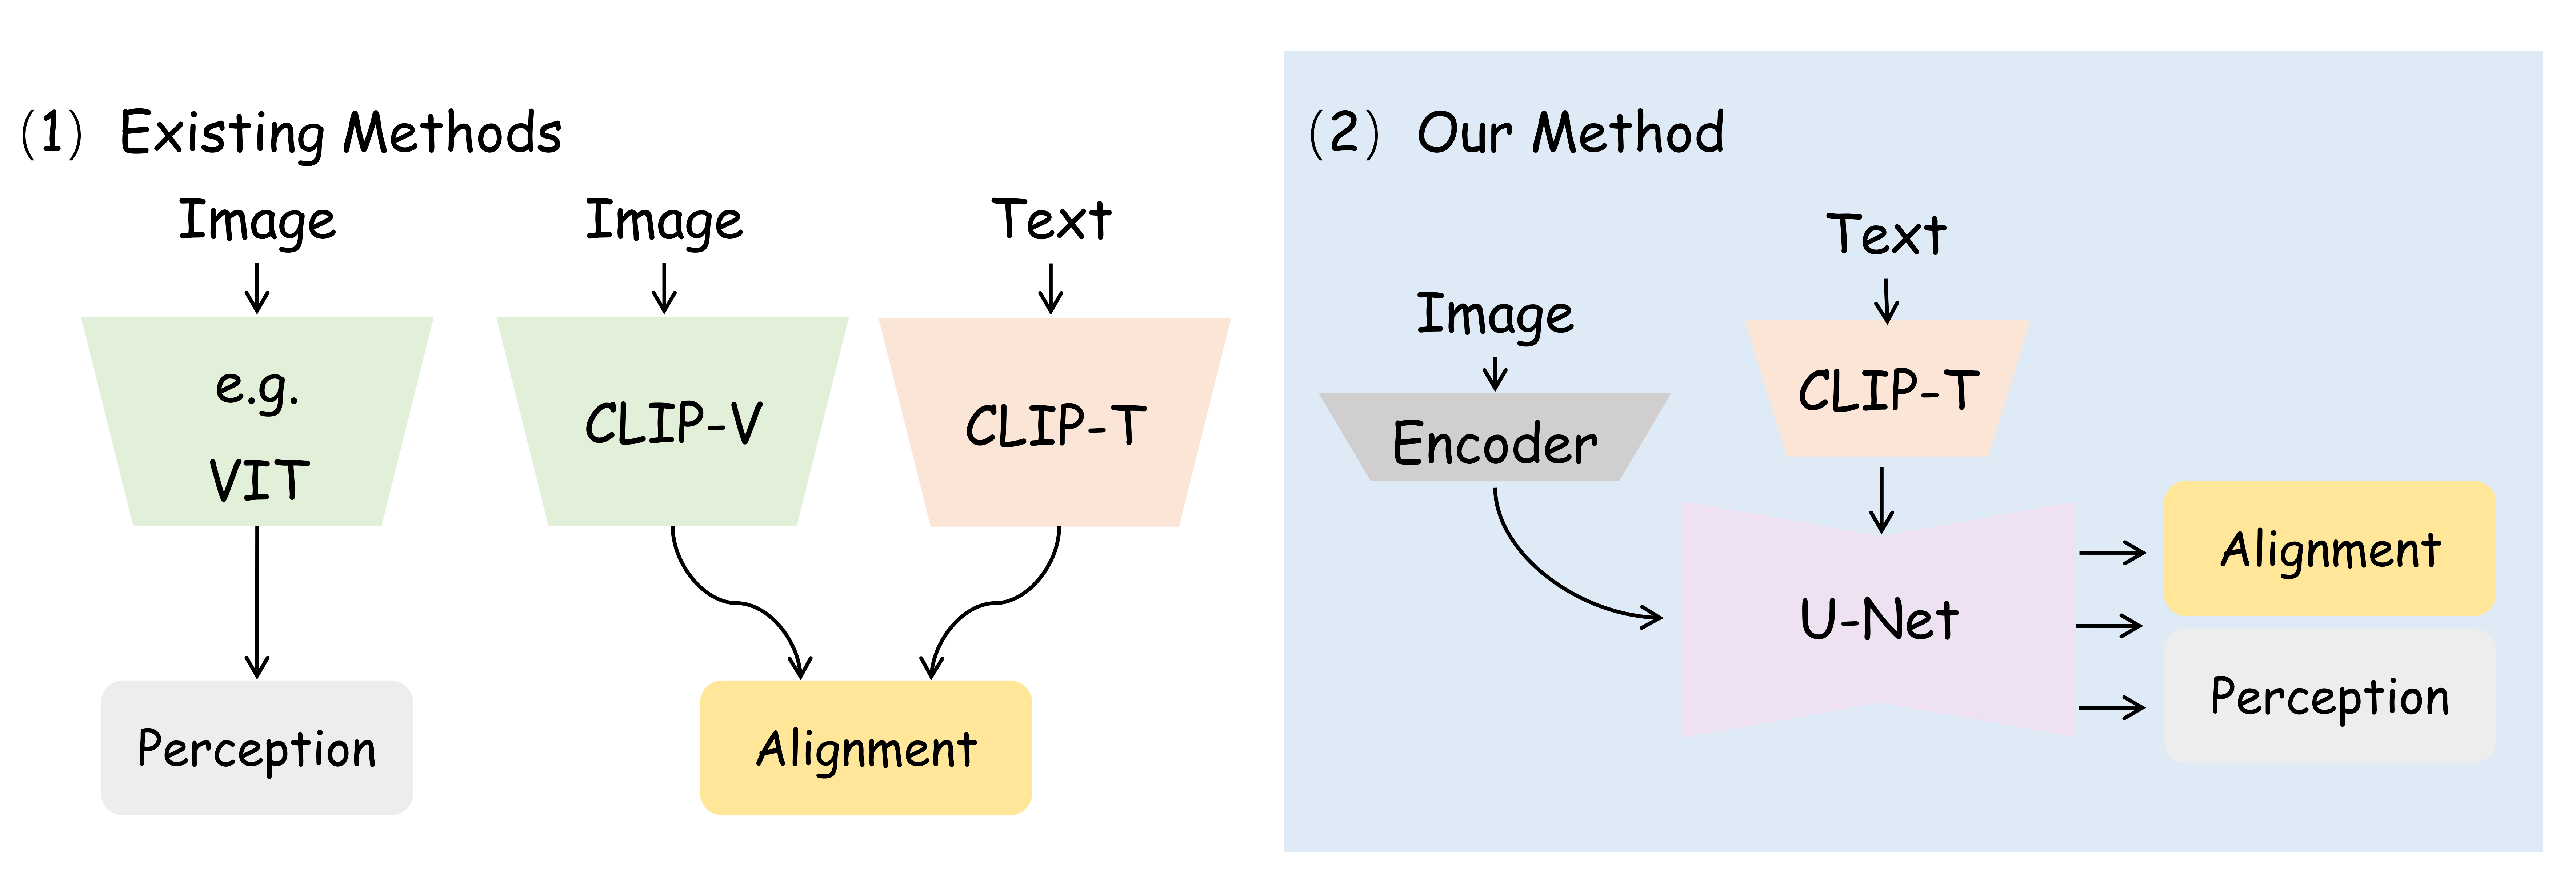 (1) Existing Methods
Image
Image
Text
e.g.
VIT
CLIP-V
CLIP-T
Perception
Alignment
(2) Our Method
Text
Image
CLIP-T
Encoder
U-Net
Alignment
Perception